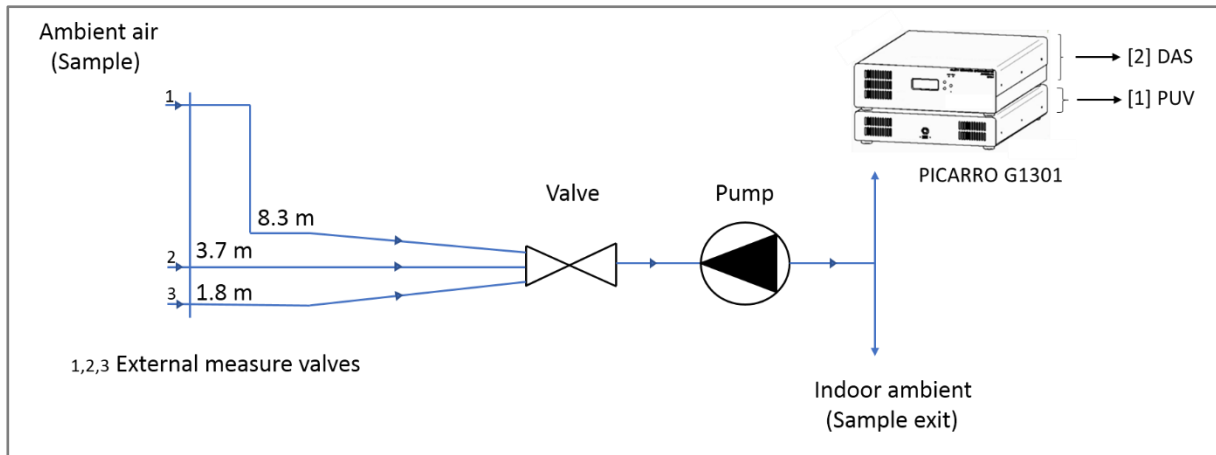 Ambient air
(Sample)
1
8.3 m
2
3.7 m
3
1.8 m
1,2,3 External measure valves
Valve
Pump
[2] DAS
[1] PUV
PICARRO G1301
Indoor ambient
(Sample exit)